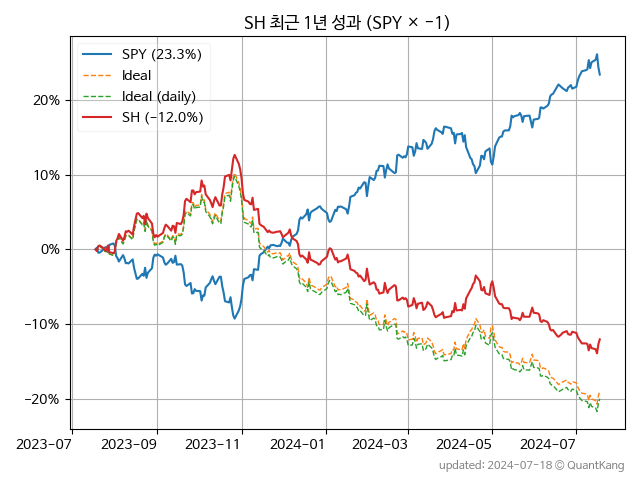 SH 최근 1년 성과 (SPY × −1)
SPY (23.3%)
Ideal
Ideal (daily)
SH (−12.0%)
20%
10%
0%
−10%
−20%
2023-07
2023-09
2023-11
2024-01
2024-03
2024-05
2024-07
updated: 2024-07-18 © QuantKang